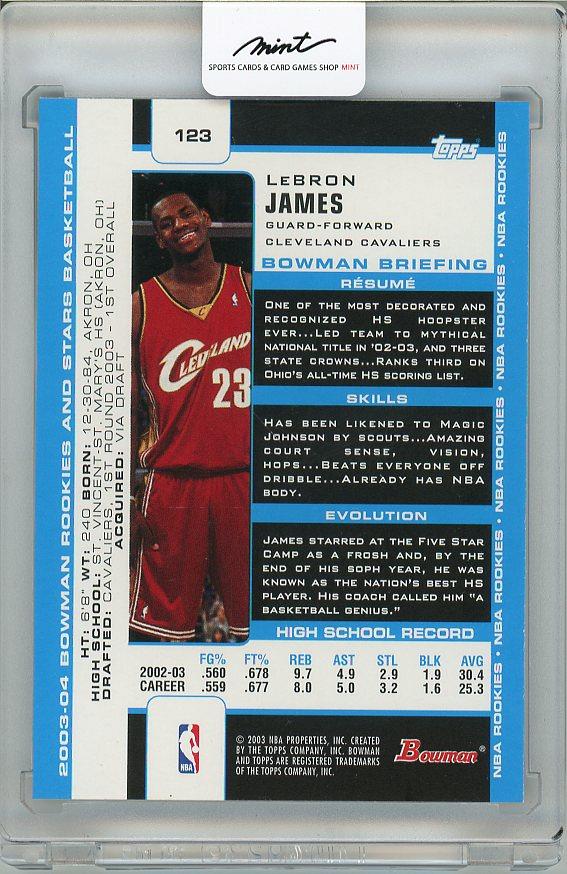 mint
SPORTS CARDS & CARD GAMES SHOP MINT
123
topps
LEBRON
JAMES
GUARD-FORWARD
CLEVELAND CAVALIERS
BOWMAN BRIEFING
RÉSUMÉ
ONE OF THE MOST DECORATED AND
RECOGNIZED HS HOOPSTER
EVER...LED TEAM TO MYTHICAL
NATIONAL TITLE IN '02-03, AND THREE
STATE CROWNS...RANKS THIRD ON
OHIO'S ALL-TIME HS SCORING LIST.
SKILLS
HAS BEEN LIKENED TO MAGIC
JOHNSON BY SCOUTS...AMAZING
COURT SENSE, VISION,
HOPS...BEATS EVERYONE OFF
DRIBBLE...ALREADY HAS NBA
BODY.
EVOLUTION
JAMES STARRED AT THE FIVE STAR
CAMP AS A FROSH AND, BY THE
END OF HIS SOPH YEAR, HE WAS
KNOWN AS THE NATION'S BEST HS
PLAYER. HIS COACH CALLED HIM "A
BASKETBALL GENIUS."
HIGH SCHOOL RECORD
FG% FT% REB AST STL BLK AVG
2002-03 .560 .678 9.7 4.9 2.9 1.9 30.4
CAREER .559 .677 8.0 5.0 3.2 1.6 25.3
2003-04 BOWMAN ROOKIES AND STARS BASKETBALL
HT: 6'8" WT: 240 BORN: 12-30-84, AKRON, OH
HIGH SCHOOL: ST. VINCENT-ST. MARY'S HS (AKRON, OH)
DRAFTED: CAVALIERS, 1ST ROUND 2003 - 1ST OVERALL
ACQUIRED: VIA DRAFT
CLEVELAND
23
NBA ROOKIES • NBA ROOKIES • NBA ROOKIES • NBA ROOKIES • NBA ROOKIES
NBA
© 2003 NBA PROPERTIES, INC. CREATED
BY THE TOPPS COMPANY, INC. BOWMAN
AND TOPPS ARE REGISTERED TRADEMARKS
OF THE TOPPS COMPANY, INC.
Bowman®